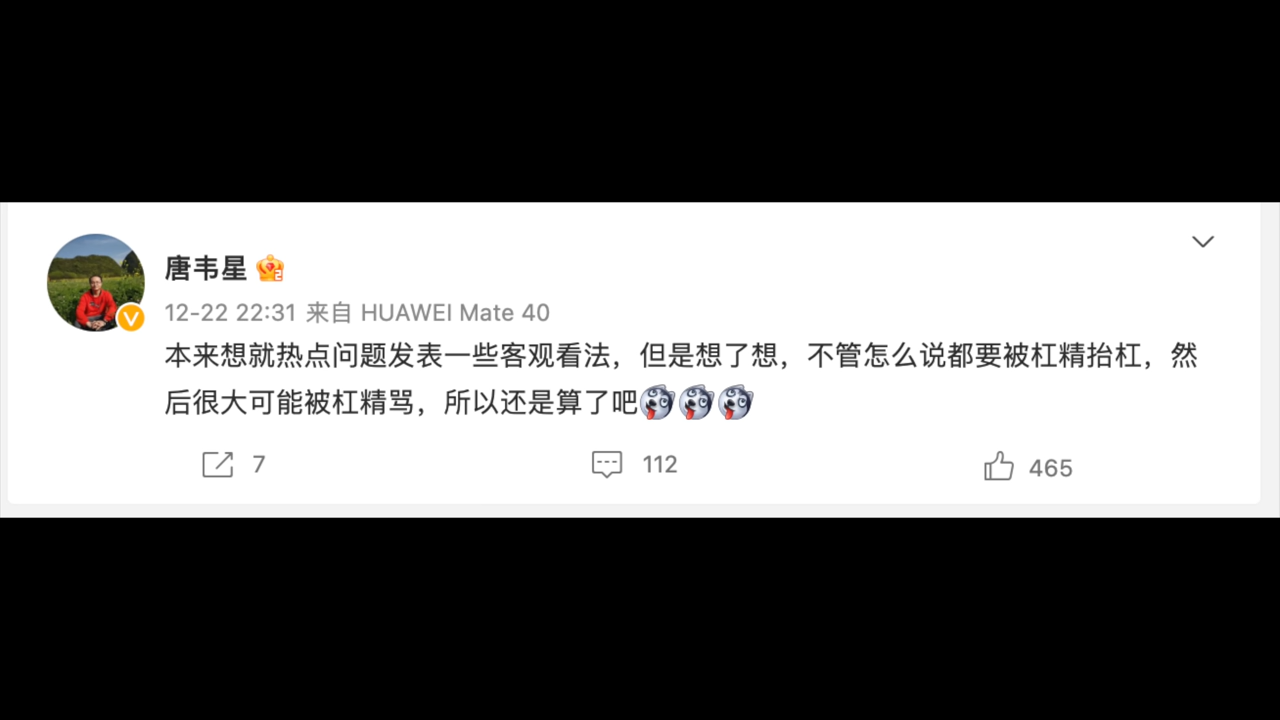 唐韦星
12-22 22:31 来自 HUAWEI Mate 40
本来想就热点问题发表一些客观看法，但是想了想，不管怎么说都要被杠精抬杠，然
后很大可能被杠精骂，所以还是算了吧
7
112
465